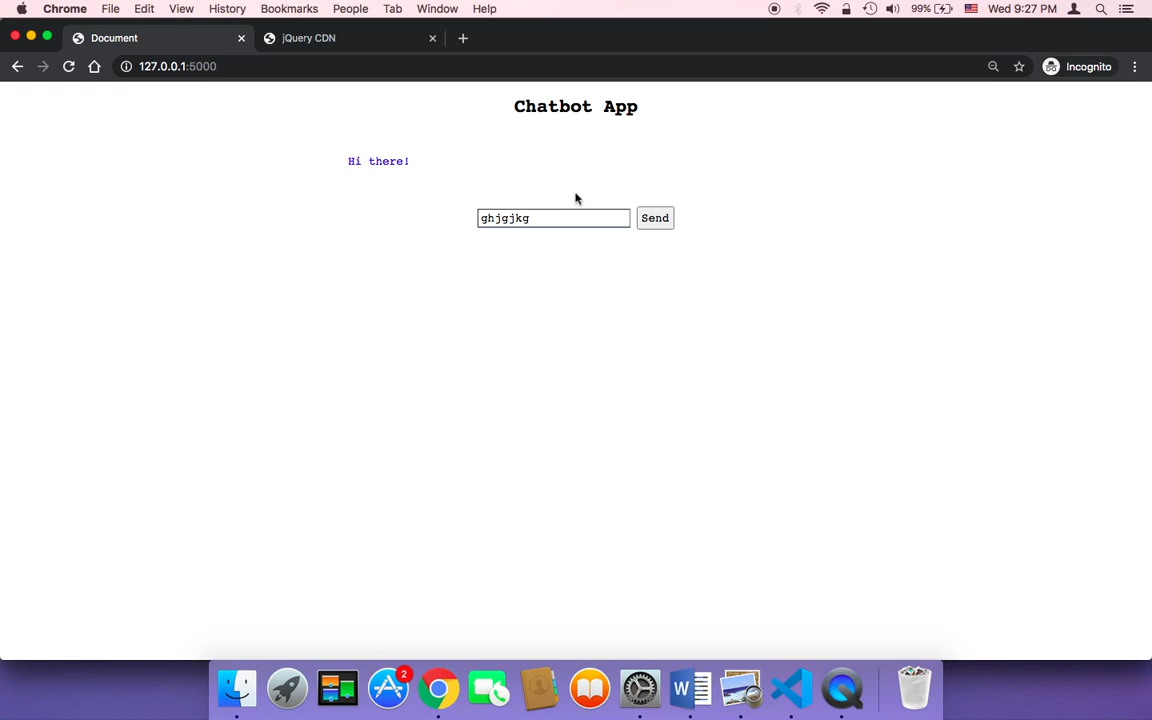 Chrome File Edit View History Bookmarks People Tab Window Help 99% Wed 9:27 PM
Document jQuery CDN
127.0.0.1:5000 Incognito
Chatbot App
Hi there!
ghjgjkg Send
2